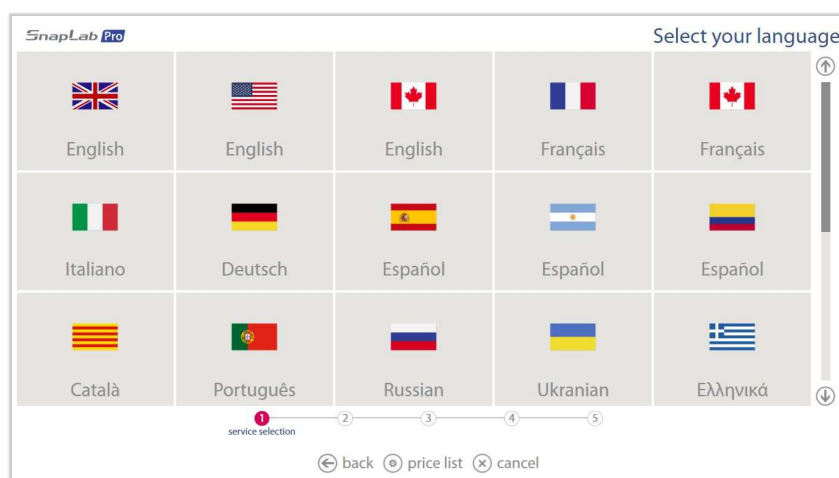 SnapLab Pro
Select your language
English English English Français Français
Italiano Deutsch Español Español Español
Català Português Russian Ukranian Ελληνικά
1 2 3 4 5
service selection
back price list cancel